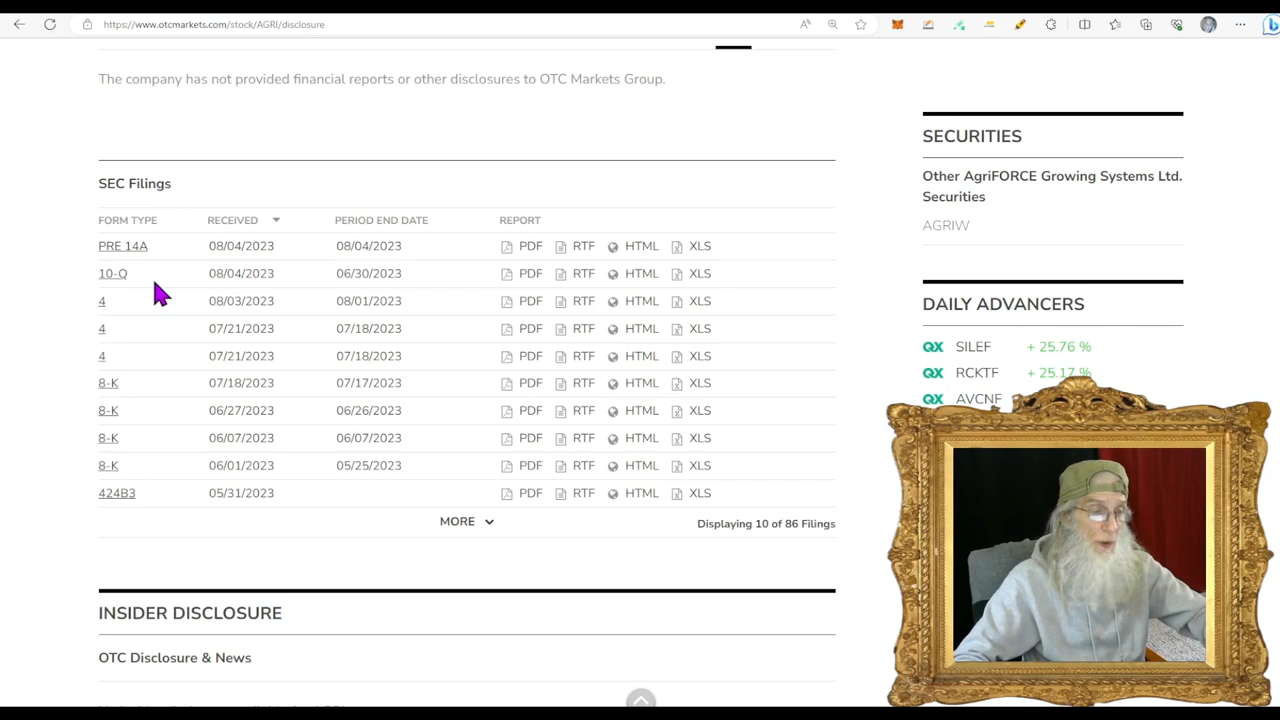 https://www.otcmarkets.com/stock/AGRI/disclosure
The company has not provided financial reports or other disclosures to OTC Markets Group.
SEC Filings
FORM TYPE RECEIVED PERIOD END DATE REPORT
PRE 14A 08/04/2023 08/04/2023 PDF RTF HTML XLS
10-Q 08/04/2023 06/30/2023 PDF RTF HTML XLS
4 08/03/2023 08/01/2023 PDF RTF HTML XLS
4 07/21/2023 07/18/2023 PDF RTF HTML XLS
4 07/21/2023 07/18/2023 PDF RTF HTML XLS
8-K 07/18/2023 07/17/2023 PDF RTF HTML XLS
8-K 06/27/2023 06/26/2023 PDF RTF HTML XLS
8-K 06/07/2023 06/07/2023 PDF RTF HTML XLS
8-K 06/01/2023 05/25/2023 PDF RTF HTML XLS
424B3 05/31/2023 PDF RTF HTML XLS
MORE
Displaying 10 of 86 Filings
INSIDER DISCLOSURE
OTC Disclosure & News
SECURITIES
Other AgriFORCE Growing Systems Ltd.
Securities
AGRIW
DAILY ADVANCERS
QX SILEF + 25.76 %
QX RCKTF + 25.17 %
QX AVCNF